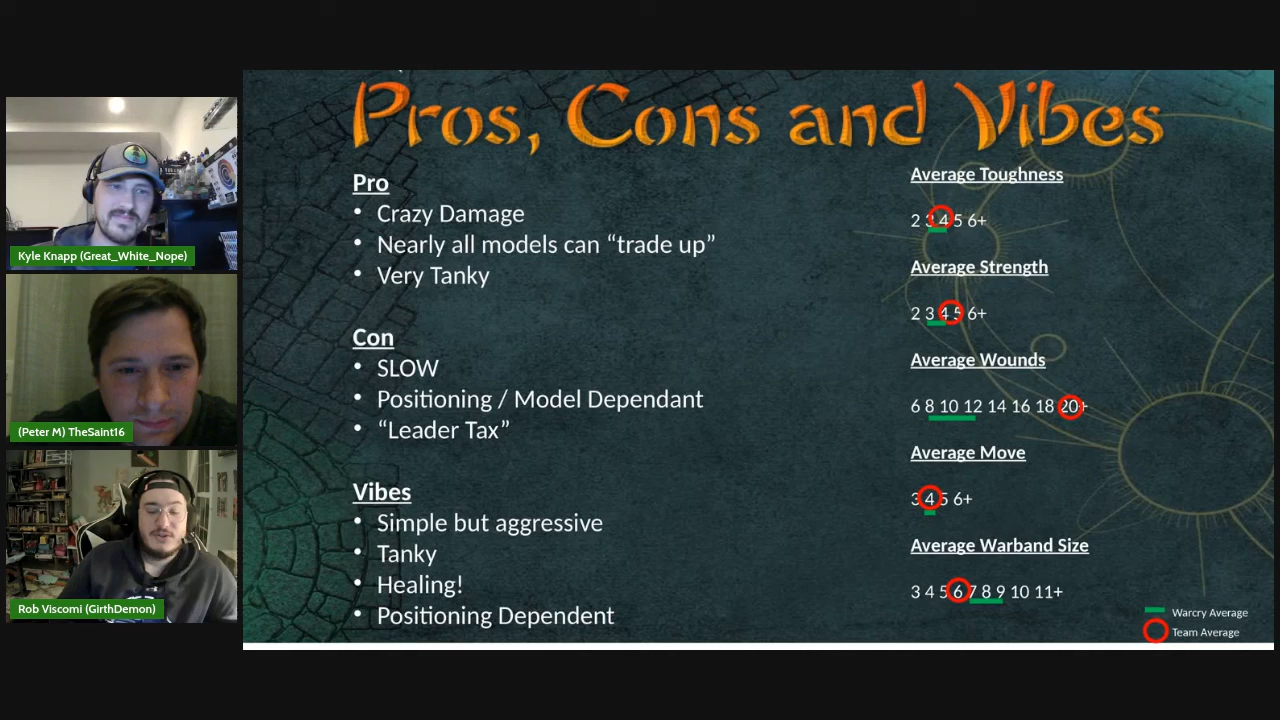 Pros, Cons and Vibes
Kyle Knapp (Great_White_Nope)
(Peter M) TheSaint16
Rob Viscomi (GirthDemon)
Pro
• Crazy Damage
• Nearly all models can “trade up”
• Very Tanky
Con
• SLOW
• Positioning / Model Dependant
• “Leader Tax”
Vibes
• Simple but aggressive
• Tanky
• Healing!
• Positioning Dependent
Average Toughness
2 3 4 5 6+
Average Strength
2 3 4 5 6+
Average Wounds
6 8 10 12 14 16 18 20+
Average Move
3 4 5 6+
Average Warband Size
3 4 5 6 7 8 9 10 11+
Warcry Average
Team Average